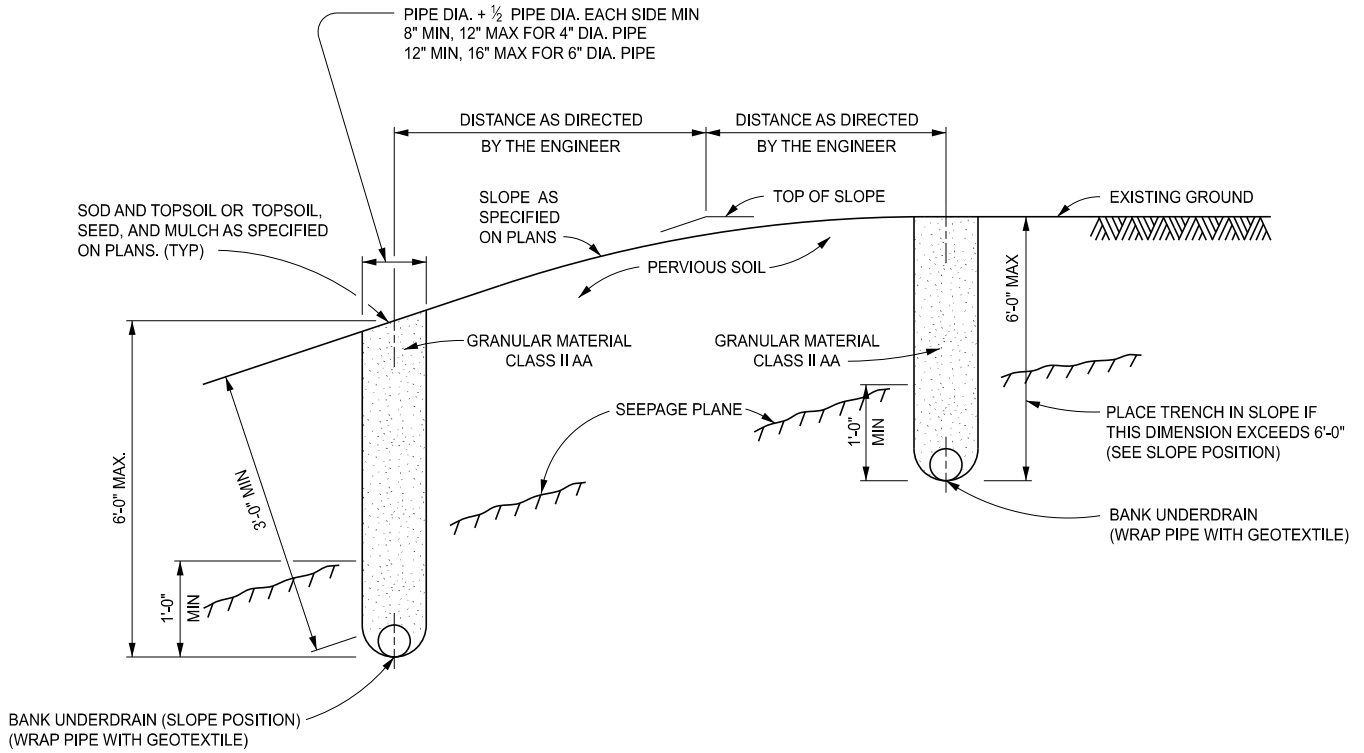 PIPE DIA. + ½ PIPE DIA. EACH SIDE MIN
8" MIN, 12" MAX FOR 4" DIA. PIPE
12" MIN, 16" MAX FOR 6" DIA. PIPE
DISTANCE AS DIRECTED
BY THE ENGINEER
DISTANCE AS DIRECTED
BY THE ENGINEER
SOD AND TOPSOIL OR TOPSOIL,
SEED, AND MULCH AS SPECIFIED
ON PLANS. (TYP)
SLOPE AS
SPECIFIED
ON PLANS
TOP OF SLOPE
EXISTING GROUND
PERVIOUS SOIL
6'-0" MAX
GRANULAR MATERIAL
CLASS II AA
GRANULAR MATERIAL
CLASS II AA
SEEPAGE PLANE
1'-0"
MIN
PLACE TRENCH IN SLOPE IF
THIS DIMENSION EXCEEDS 6'-0"
(SEE SLOPE POSITION)
6'-0" MAX.
3'-0" MIN
1'-0"
MIN
BANK UNDERDRAIN
(WRAP PIPE WITH GEOTEXTILE)
BANK UNDERDRAIN (SLOPE POSITION)
(WRAP PIPE WITH GEOTEXTILE)